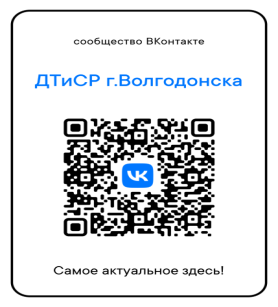 сообщество ВКонтакте
ДТиСР г.Волгодонска
Самое актуальное здесь!